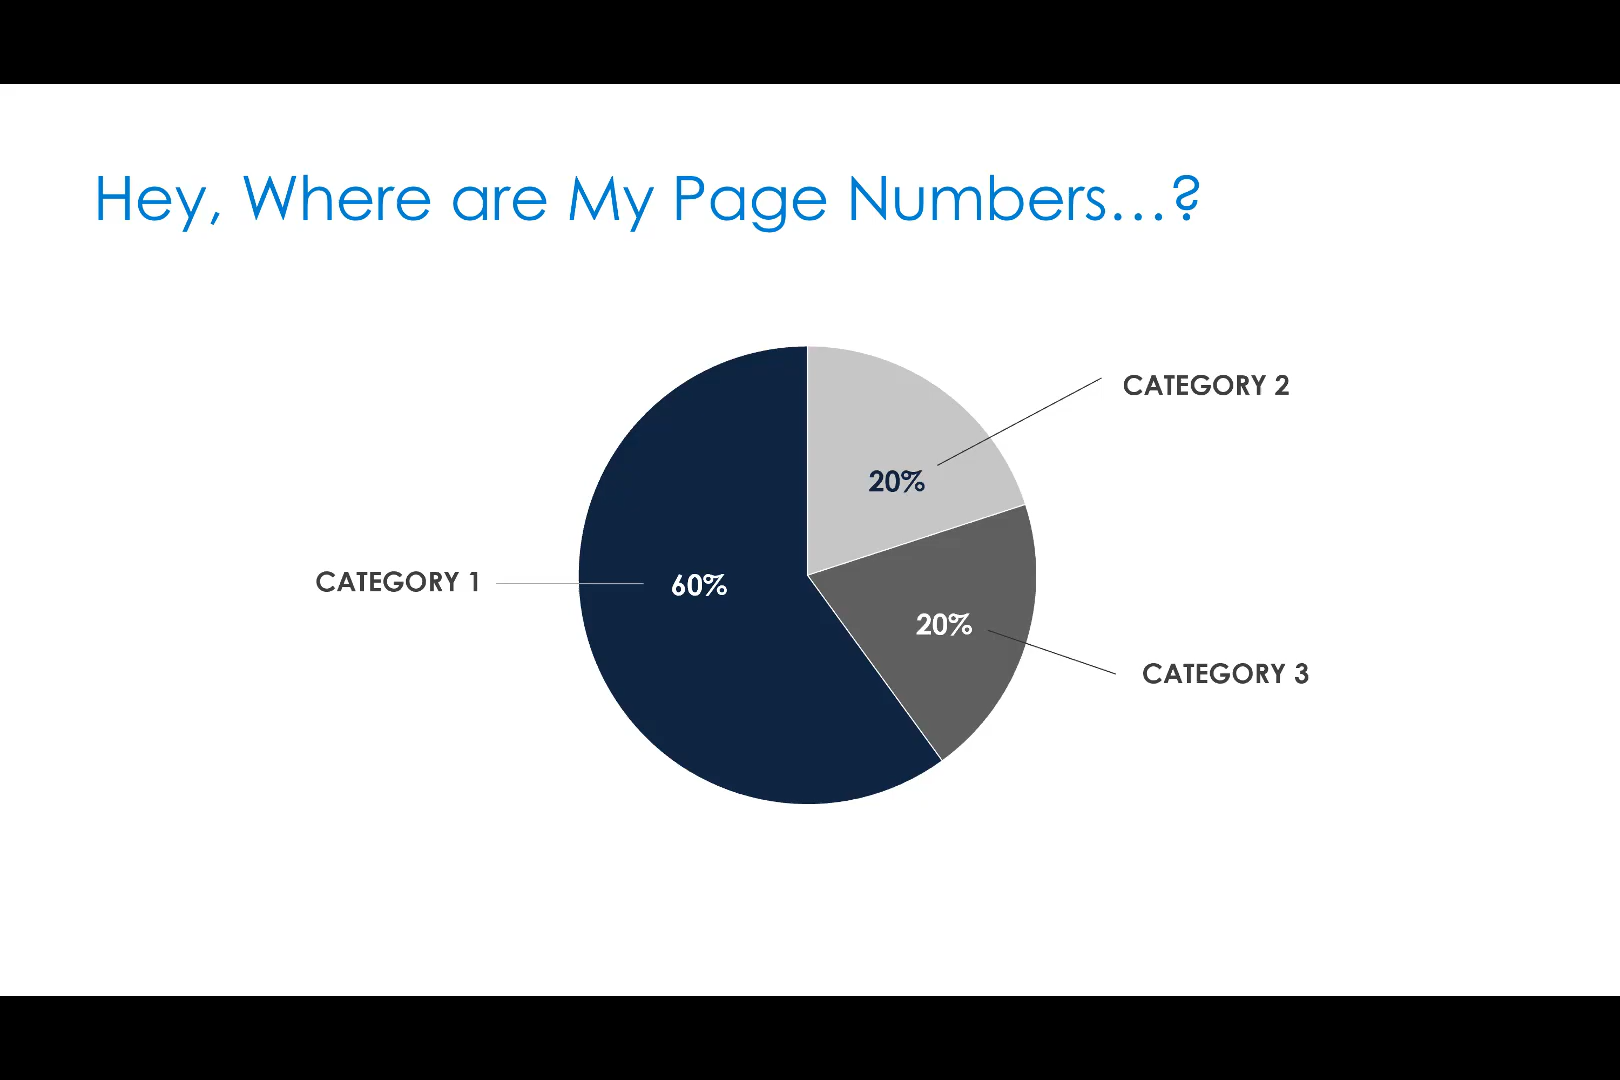 Hey, Where are My Page Numbers...?
CATEGORY 2
20%
CATEGORY 1
60%
20%
CATEGORY 3